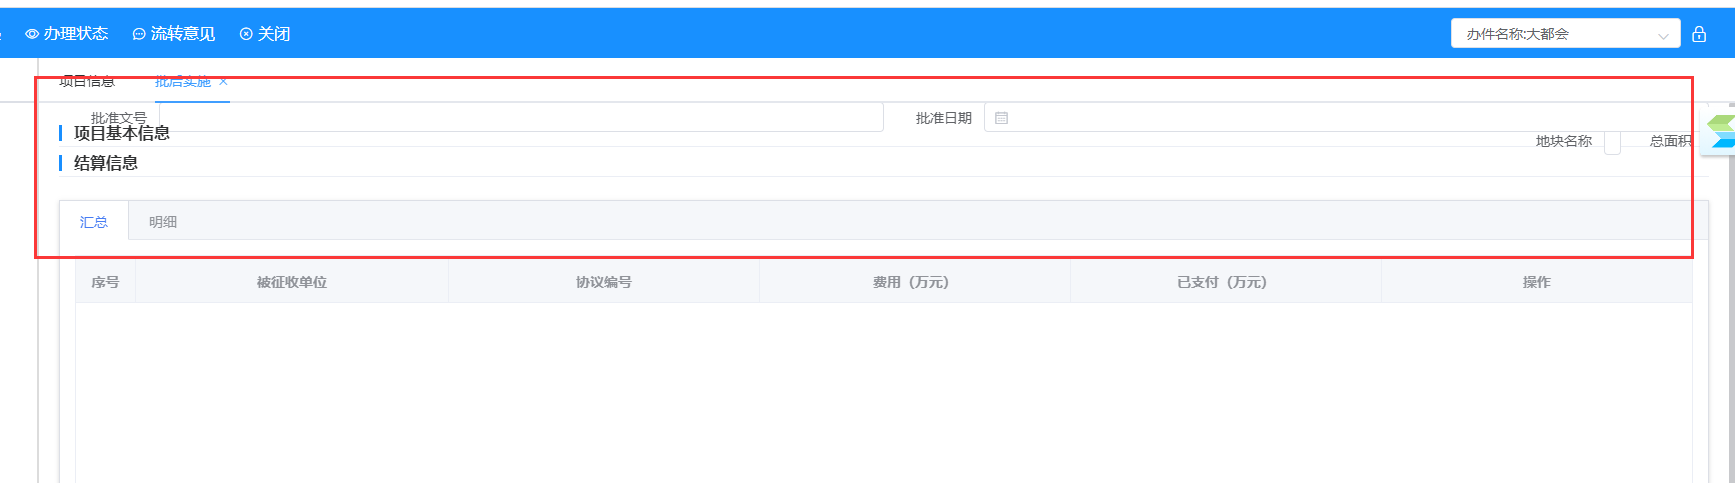 办理状态 流转意见 关闭 办件名称:大都会
项目信息 批后实施
批准文号 批准日期
项目基本信息
地块名称 总面积
结算信息
汇总 明细
序号 被征收单位 协议编号 费用（万元） 已支付（万元） 操作